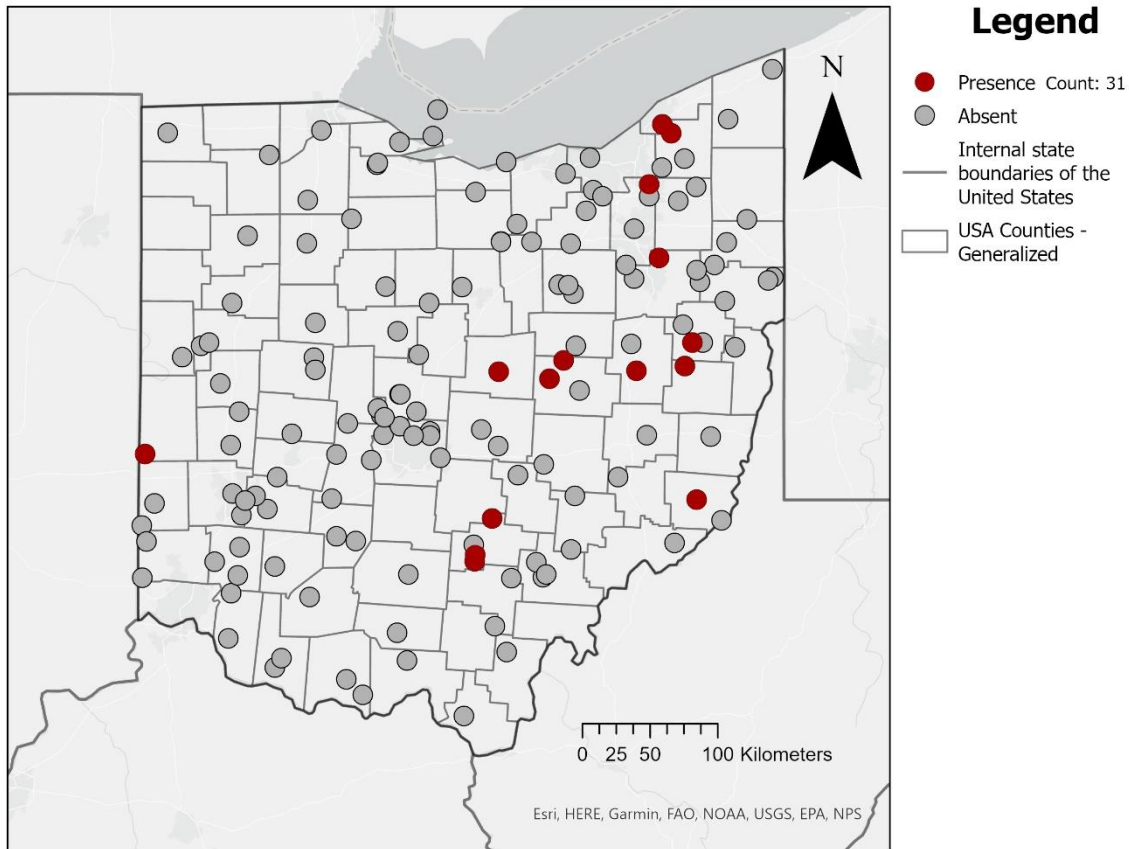 Legend
N
Presence Count: 31
Absent
Internal state
boundaries of the
United States
USA Counties -
Generalized
0 25 50 100 Kilometers
Esri, HERE, Garmin, FAO, NOAA, USGS, EPA, NPS